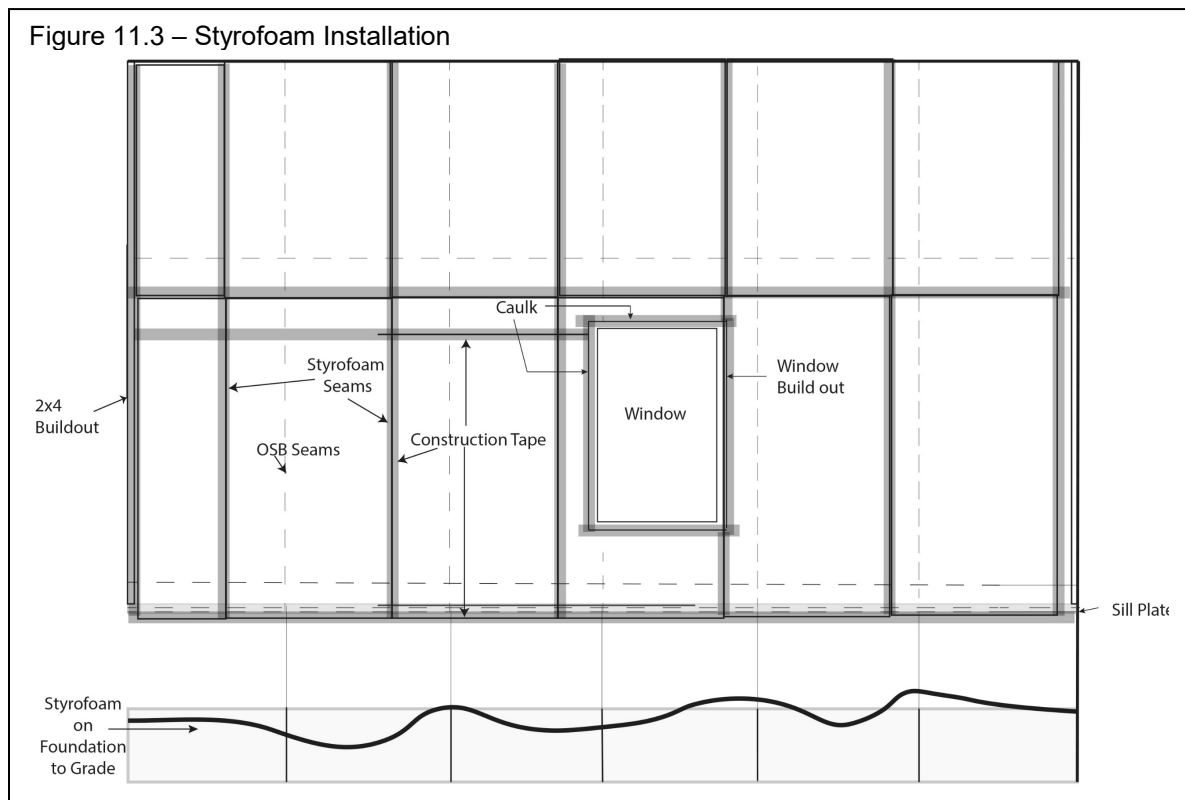 Figure 11.3 – Styrofoam Installation
Caulk
Styrofoam
Seams
Window
Build out
2x4
Buildout
Window
Construction Tape
OSB Seams
Sill Plate
Styrofoam
on
Foundation
to Grade